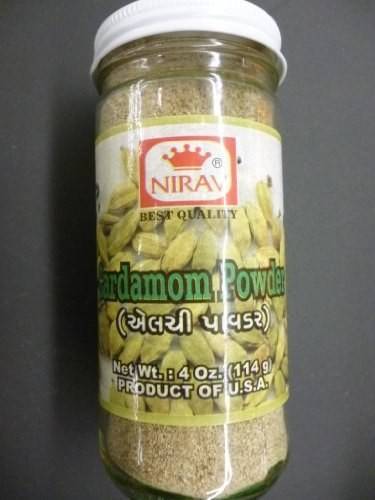 NIRAV®
BEST QUALITY
Cardamom Powder
(એલચી પાવડર)
Net Wt. : 4 Oz. (114 g)
PRODUCT OF U.S.A.